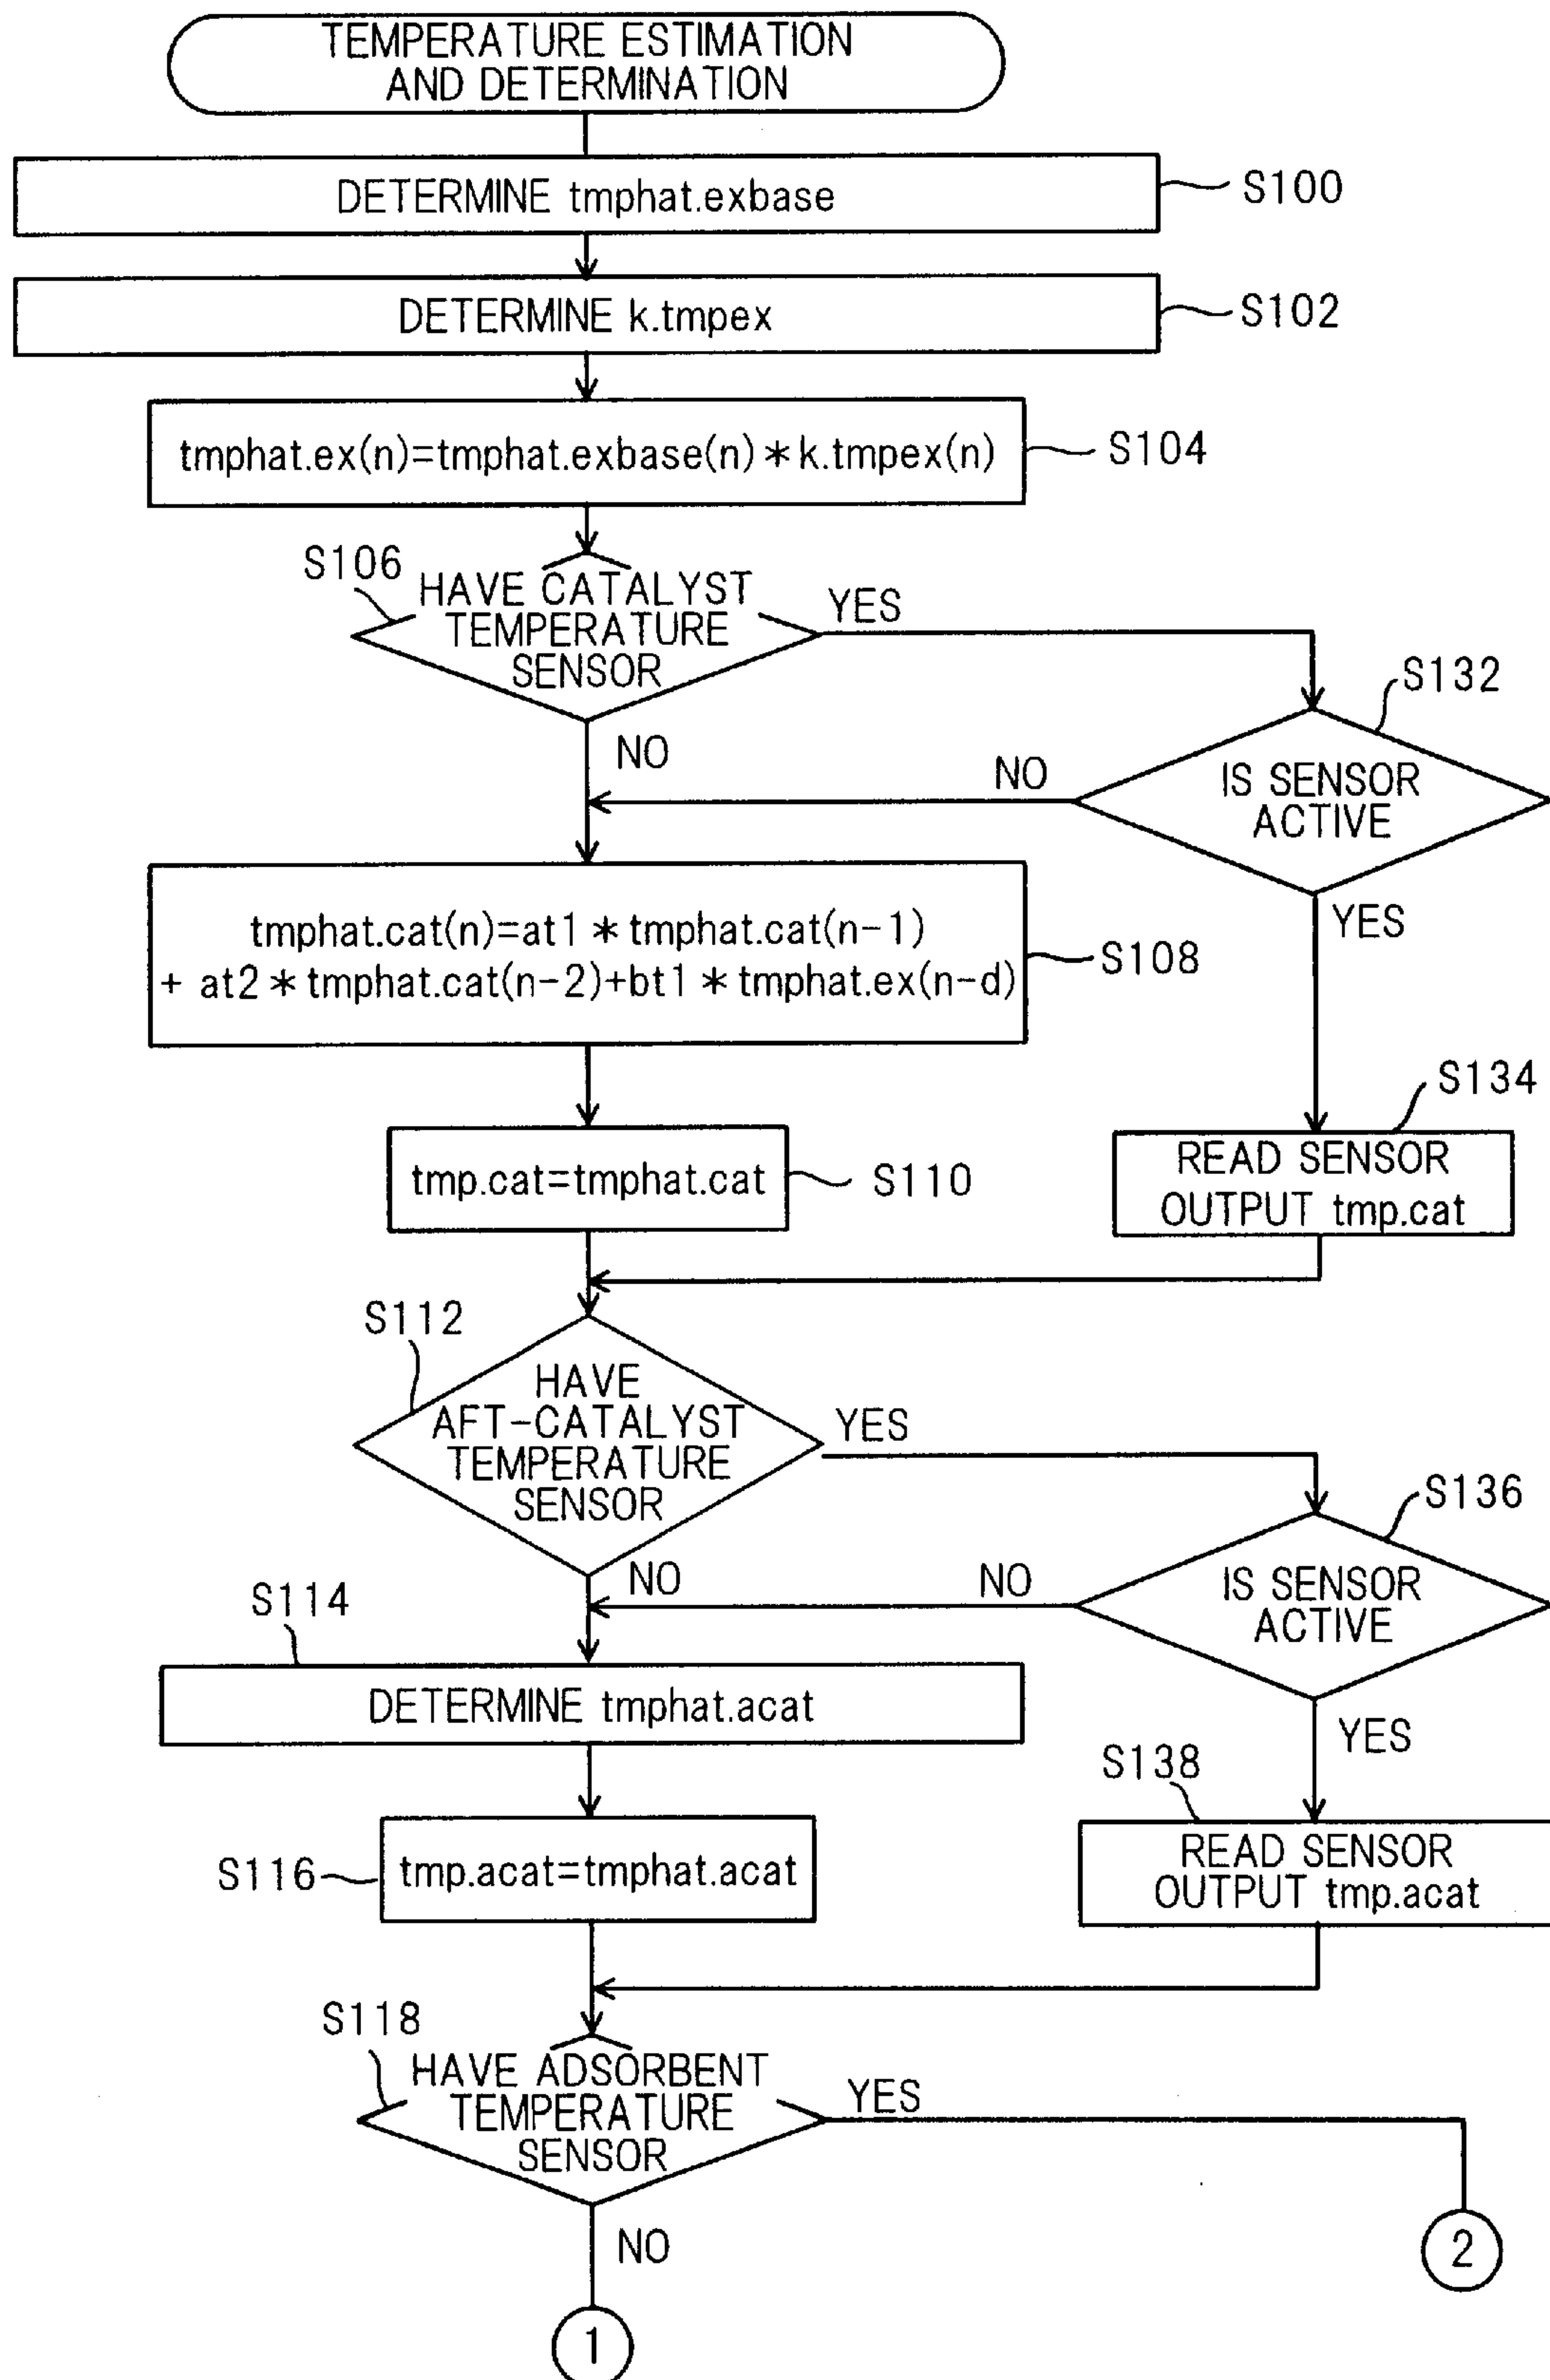 TEMPERATURE ESTIMATION
AND DETERMINATION
DETERMINE tmphat.exbase
S100
DETERMINE k.tmpex
S102
tmphat.ex(n)=tmphat.exbase(n)*k.tmpex(n)
S104
S106
HAVE CATALYST
TEMPERATURE
SENSOR
YES
NO
S132
IS SENSOR
ACTIVE
NO
YES
tmphat.cat(n)=at1*tmphat.cat(n-1)
+ at2*tmphat.cat(n-2)+bt1*tmphat.ex(n-d)
S108
S134
READ SENSOR
OUTPUT tmp.cat
tmp.cat=tmphat.cat
S110
S112
HAVE
AFT-CATALYST
TEMPERATURE
SENSOR
YES
NO
S136
IS SENSOR
ACTIVE
NO
YES
S114
DETERMINE tmphat.acat
S138
READ SENSOR
OUTPUT tmp.acat
S116
tmp.acat=tmphat.acat
S118
HAVE ADSORBENT
TEMPERATURE
SENSOR
YES
NO
2
1